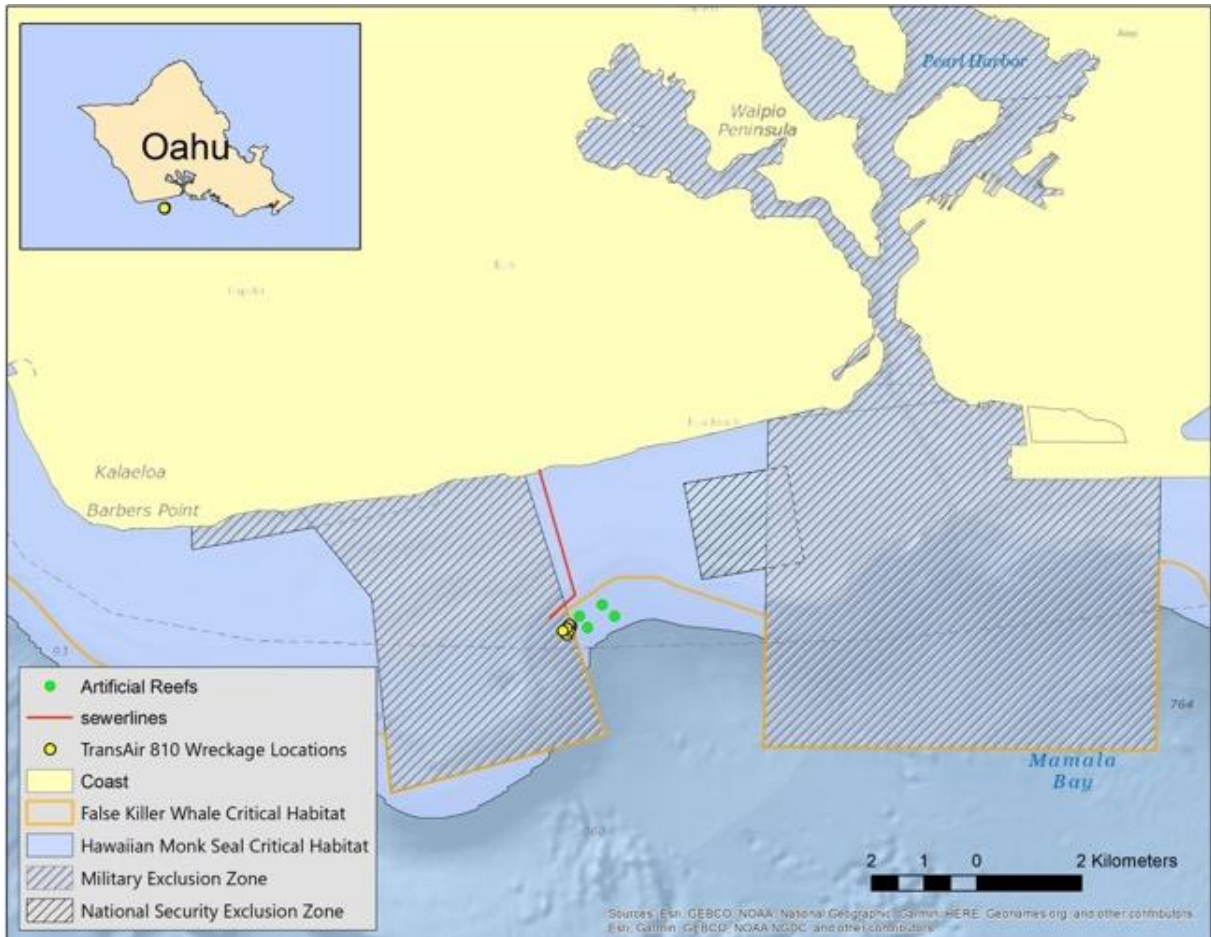 Pearl Harbor
Waipio
Peninsula
Oahu
Kalaeloa
Barbers Point
93
764
Mamala
Bay
Artificial Reefs
sewerlines
TransAir 810 Wreckage Locations
Coast
False Killer Whale Critical Habitat
Hawaiian Monk Seal Critical Habitat
Military Exclusion Zone
National Security Exclusion Zone
2 1 0 2 Kilometers
Sources: Esri, GEBCO, NOAA, National Geographic, Garmin, HERE, Geonames.org, and other contributors
Esri, Garmin, GEBCO, NOAA NGDC, and other contributors